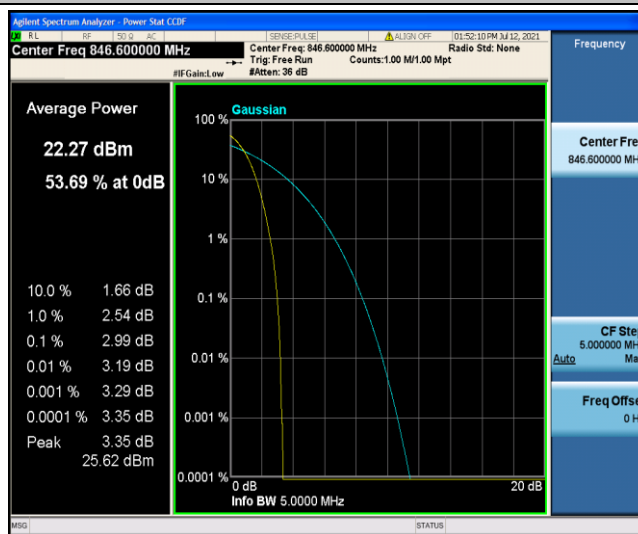 Agilent Spectrum Analyzer - Power Stat CCDF
RL RF 50 Ω AC SENSE:PULSE ALIGN OFF 01:52:10 PM Jul 12, 2021
Center Freq 846.600000 MHz
Center Freq: 846.600000 MHz Radio Std: None
Trig: Free Run Counts:1.00 M/1.00 Mpt
#IFGain:Low #Atten: 36 dB
Frequency
Average Power
22.27 dBm
53.69 % at 0dB
10.0 % 1.66 dB
1.0 % 2.54 dB
0.1 % 2.99 dB
0.01 % 3.19 dB
0.001 % 3.29 dB
0.0001 % 3.35 dB
Peak 3.35 dB
25.62 dBm
Gaussian
100 %
10 %
1 %
0.1 %
0.01 %
0.001 %
0.0001 %
0 dB 20 dB
Info BW 5.0000 MHz
Center Fre
846.600000 MH
CF Ste
5.000000 MH
Auto Ma
Freq Offse
0 H
MSG STATUS